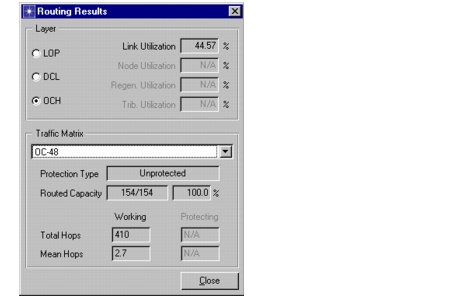 Routing Results
Layer
LOP
DCL
OCH
Link Utilization 44.57 %
Node Utilization N/A %
Regen. Utilization N/A %
Trib. Utilization N/A %
Traffic Matrix
OC-48
Protection Type Unprotected
Routed Capacity 154/154 100.0 %
Working Protecting
Total Hops 410 N/A
Mean Hops 2.7 N/A
Close